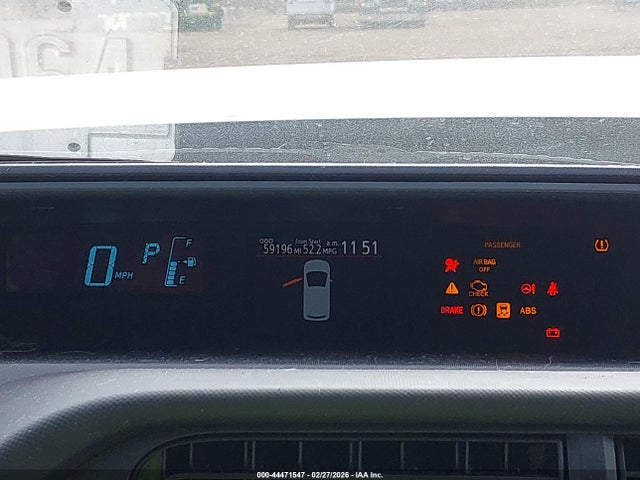 ODO from Start a.m.
59196 MI 52.2 MPG 11 51
0 MPH P F
E
PASSENGER
AIR BAG
OFF
CHECK
BRAKE ABS
000-44471547 - 02/27/2026 - IAA Inc.